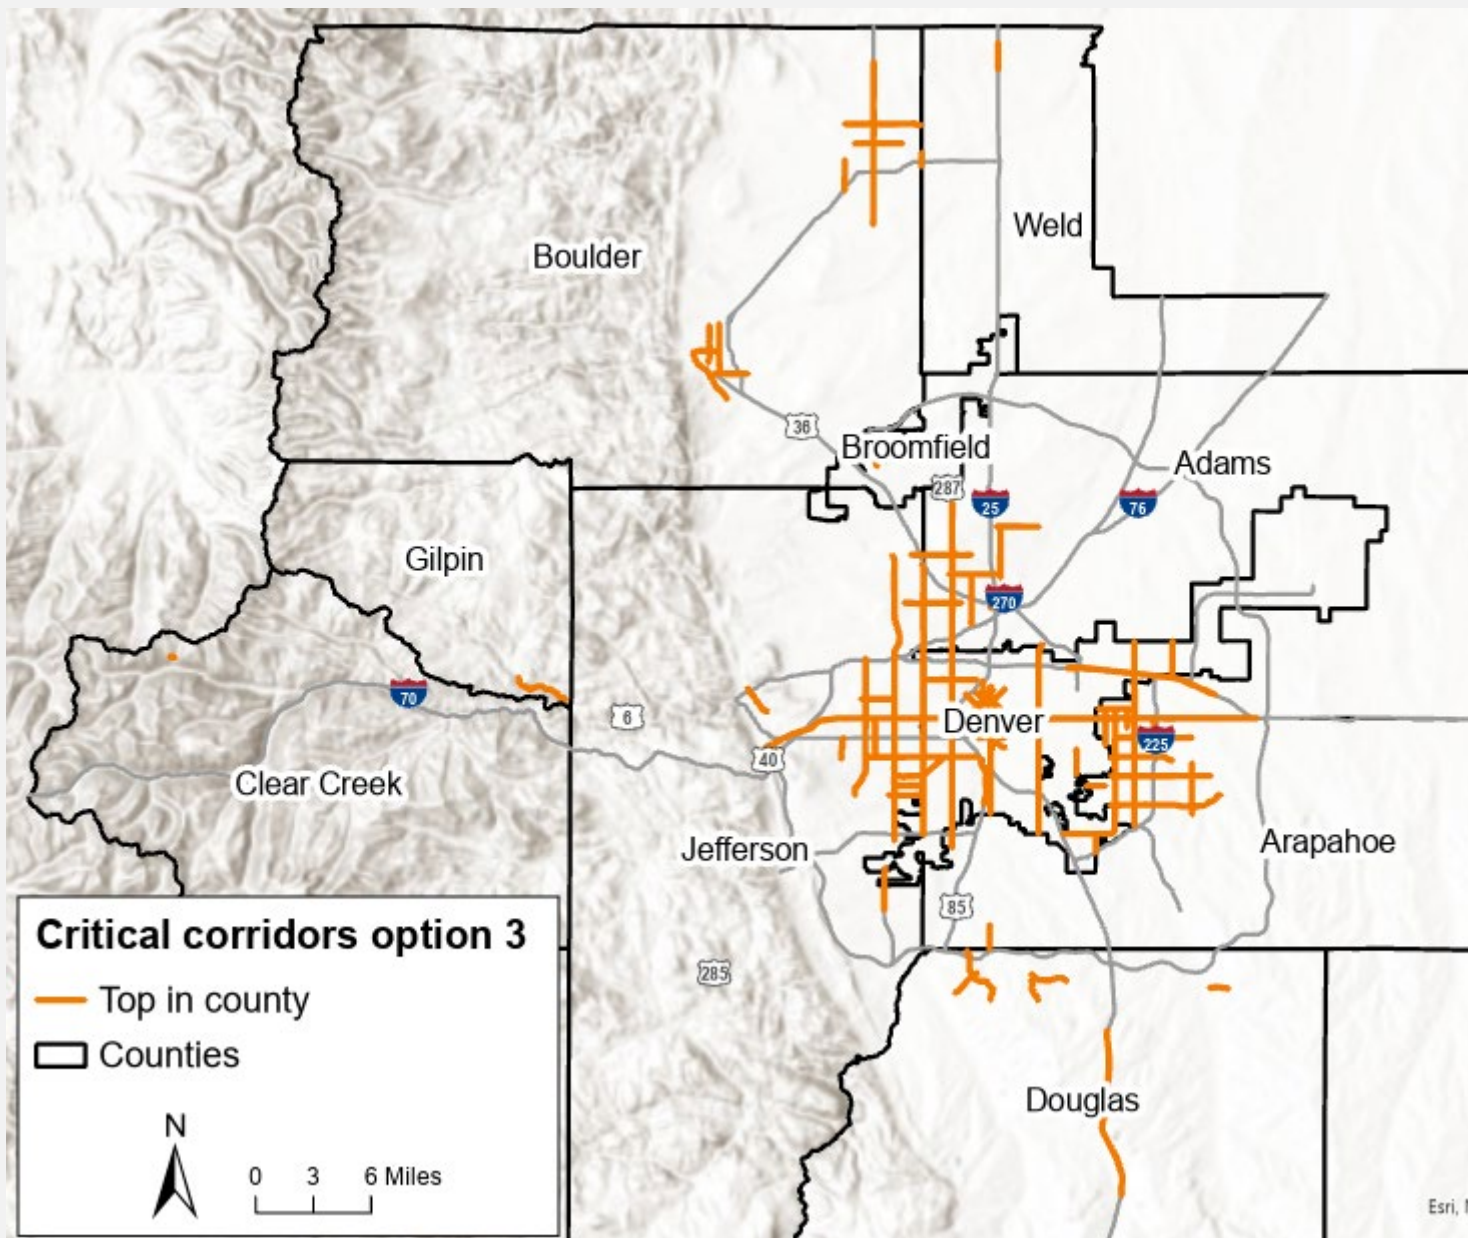 Weld
Boulder
36
Broomfield
287
25
76
Adams
Gilpin
270
70
6
Denver
225
40
Clear Creek
Jefferson
Arapahoe
85
285
Critical corridors option 3
Top in county
Counties
N
0 3 6 Miles
Douglas
Esri,